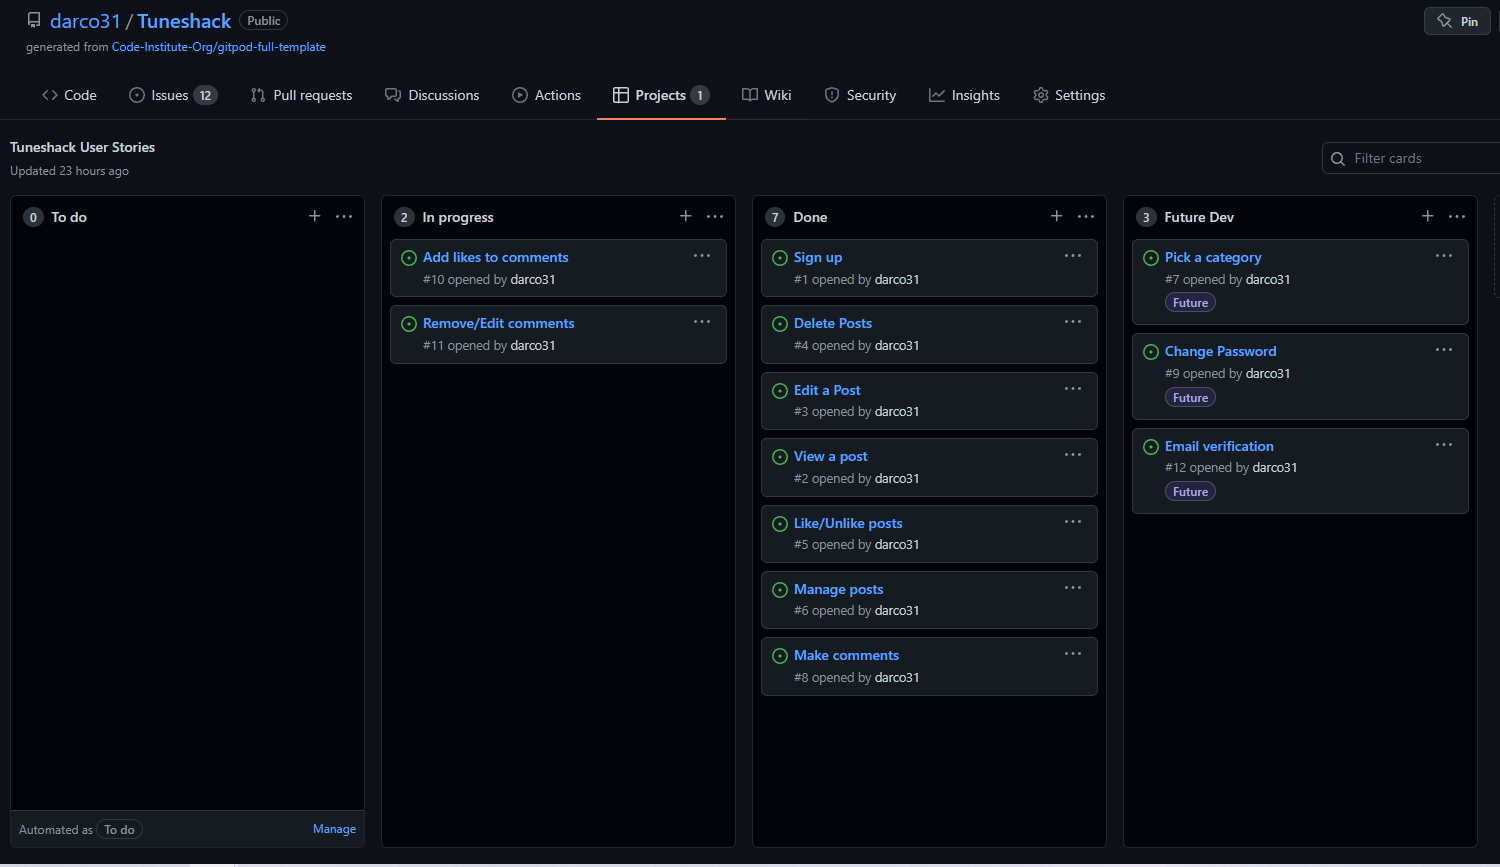 darco31 / Tuneshack Public
Pin
generated from Code-Institute-Org/gitpod-full-template
Code
Issues 12
Pull requests
Discussions
Actions
Projects 1
Wiki
Security
Insights
Settings
Tuneshack User Stories
Updated 23 hours ago
Filter cards
0 To do
Automated as To do
Manage
2 In progress
Add likes to comments
#10 opened by darco31
Remove/Edit comments
#11 opened by darco31
7 Done
Sign up
#1 opened by darco31
Delete Posts
#4 opened by darco31
Edit a Post
#3 opened by darco31
View a post
#2 opened by darco31
Like/Unlike posts
#5 opened by darco31
Manage posts
#6 opened by darco31
Make comments
#8 opened by darco31
3 Future Dev
Pick a category
#7 opened by darco31
Future
Change Password
#9 opened by darco31
Future
Email verification
#12 opened by darco31
Future